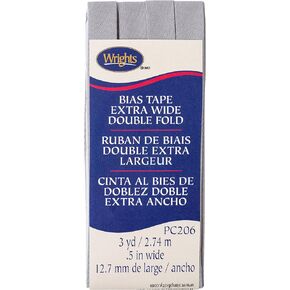 Wrights
BIAS TAPE
EXTRA WIDE
DOUBLE FOLD
RUBAN DE BIAIS
DOUBLE EXTRA
LARGEUR
CINTA AL BIES DE
DOBLEZ DOBLE
EXTRA ANCHO
PC206
3 yd / 2.74 m
.5 in wide
12.7 mm de large / ancho